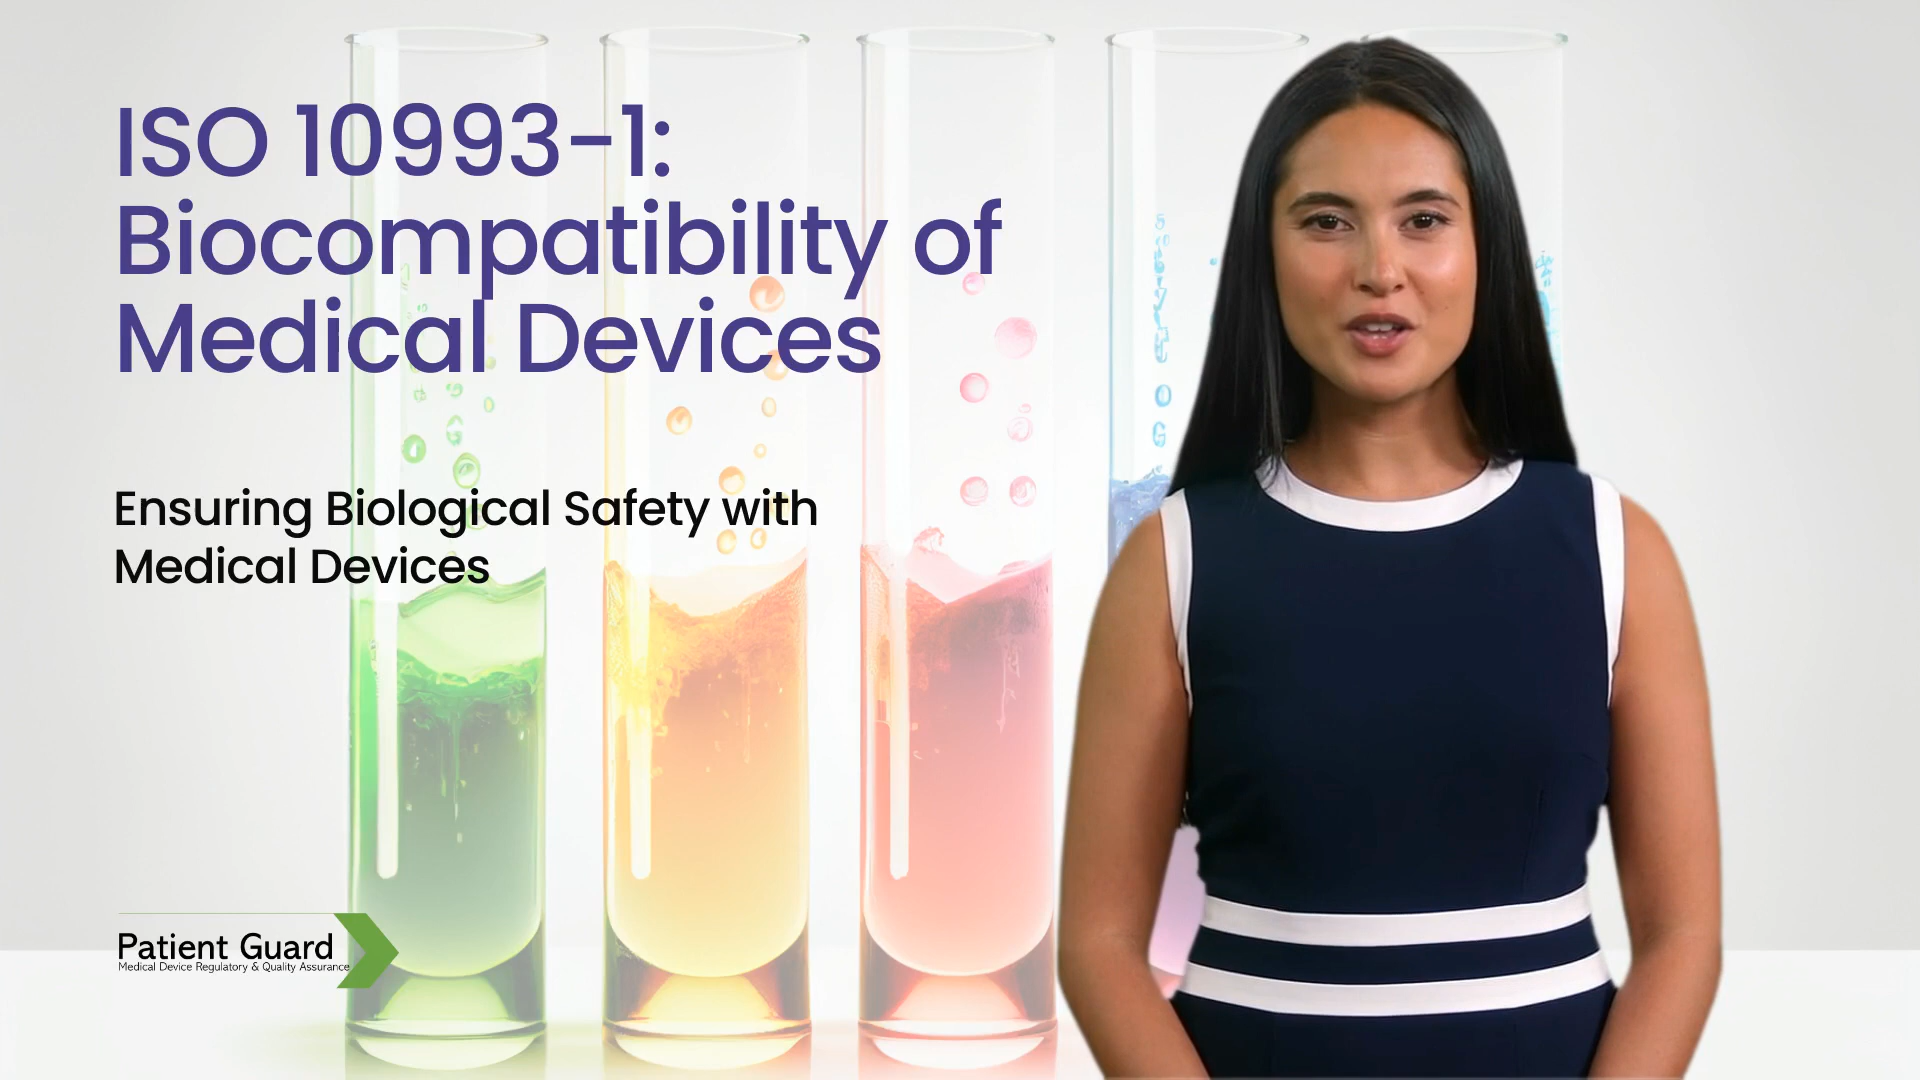 ISO 10993-1:
Biocompatibility of
Medical Devices
Ensuring Biological Safety with
Medical Devices
Patient Guard
Medical Device Regulatory & Quality Assurance